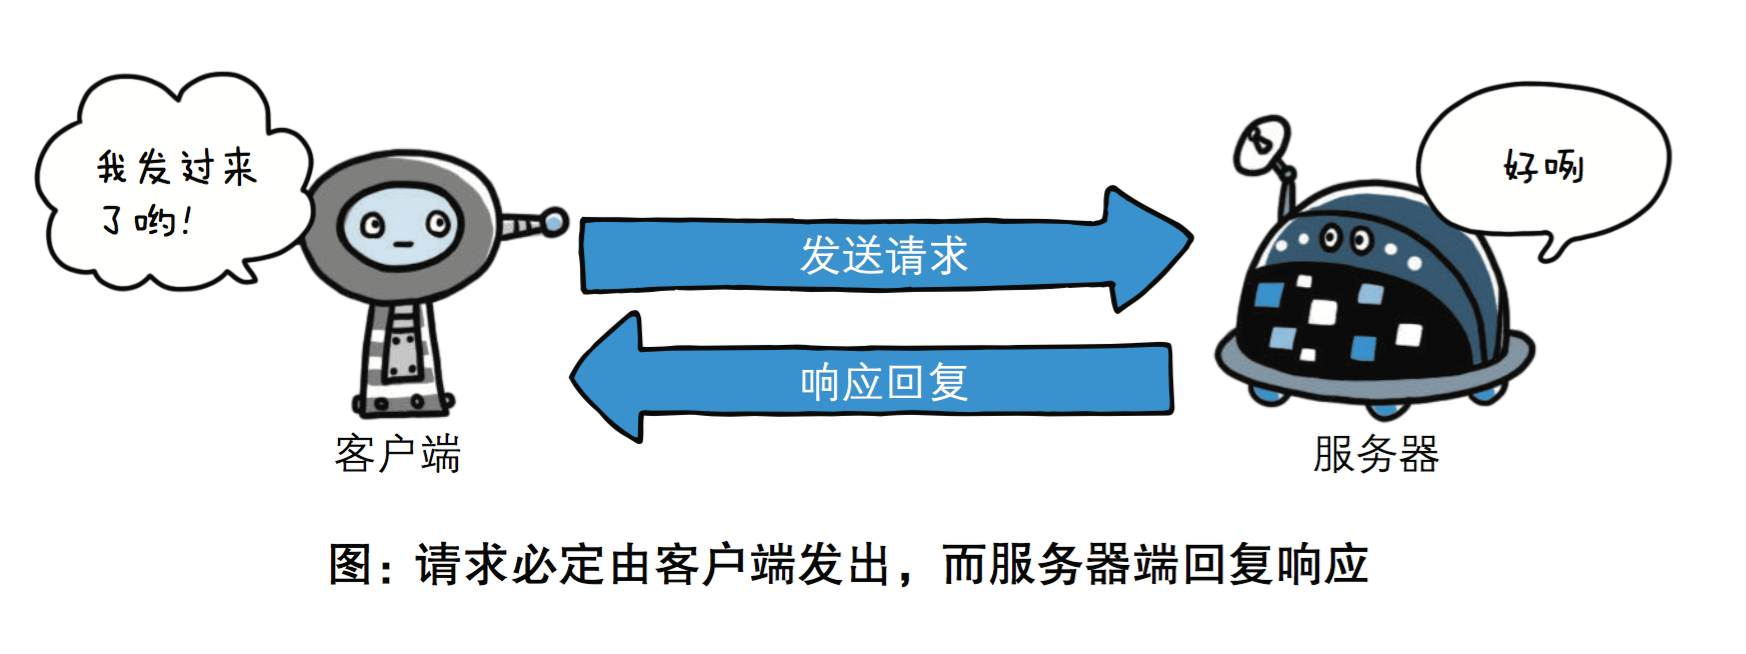 我发过来
了哟！
好咧
发送请求
响应回复
客户端
服务器
图：请求必定由客户端发出，而服务器端回复响应